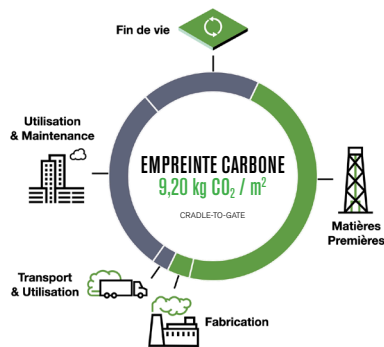 Fin de vie
Utilisation
& Maintenance
EMPREINTE CARBONE
9,20 kg CO₂ / m²
CRADLE-TO-GATE
Matières
Premières
Transport
& Utilisation
Fabrication